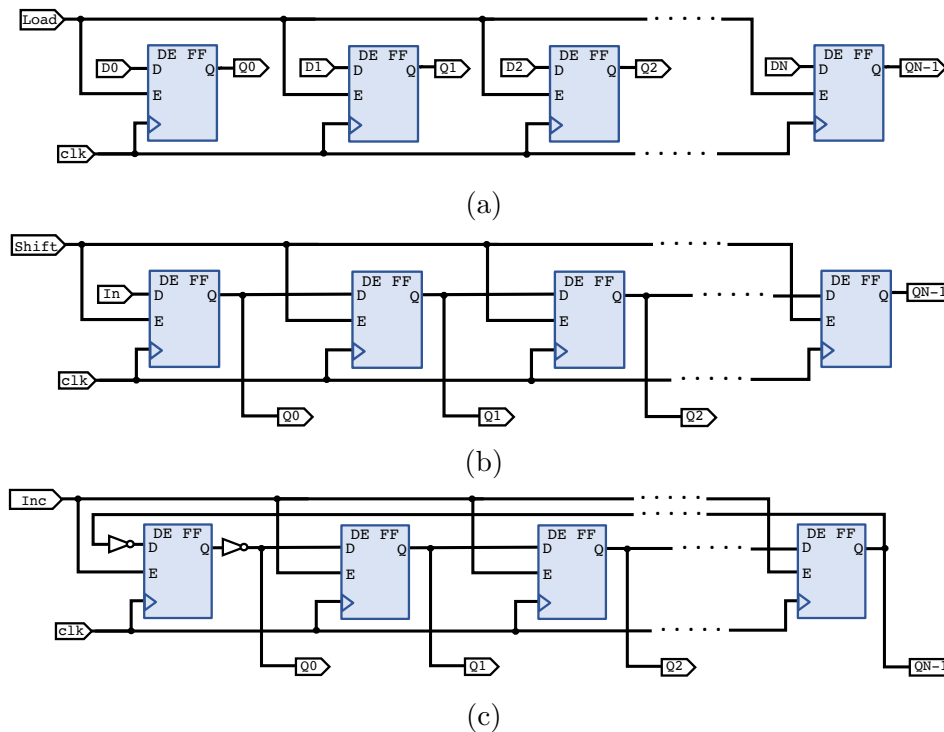 Load
DE FF DE FF DE FF DE FF
D0 D Q Q0 D1 D Q Q1 D2 D Q Q2 DN D Q QN-1
E E E E
clk
(a)
Shift
DE FF DE FF DE FF DE FF
In D Q D Q D Q D Q QN-1
E E E E
clk
Q0 Q1 Q2
(b)
Inc
DE FF DE FF DE FF DE FF
D Q D Q D Q D Q
E E E E
clk
Q0 Q1 Q2 QN-1
(c)